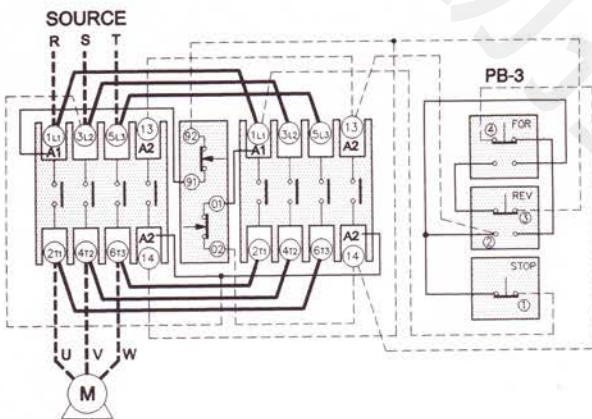 SOURCE
R S T
PB-3
1L1 3L2 5L3 13
A1 A2
92
91
01
02
1L1 3L2 5L3 13
A1 A2
④ FOR
REV
③
②
STOP
①
2T1 4T2 6T3 A2
14
2T1 4T2 6T3 A2
14
U V W
M